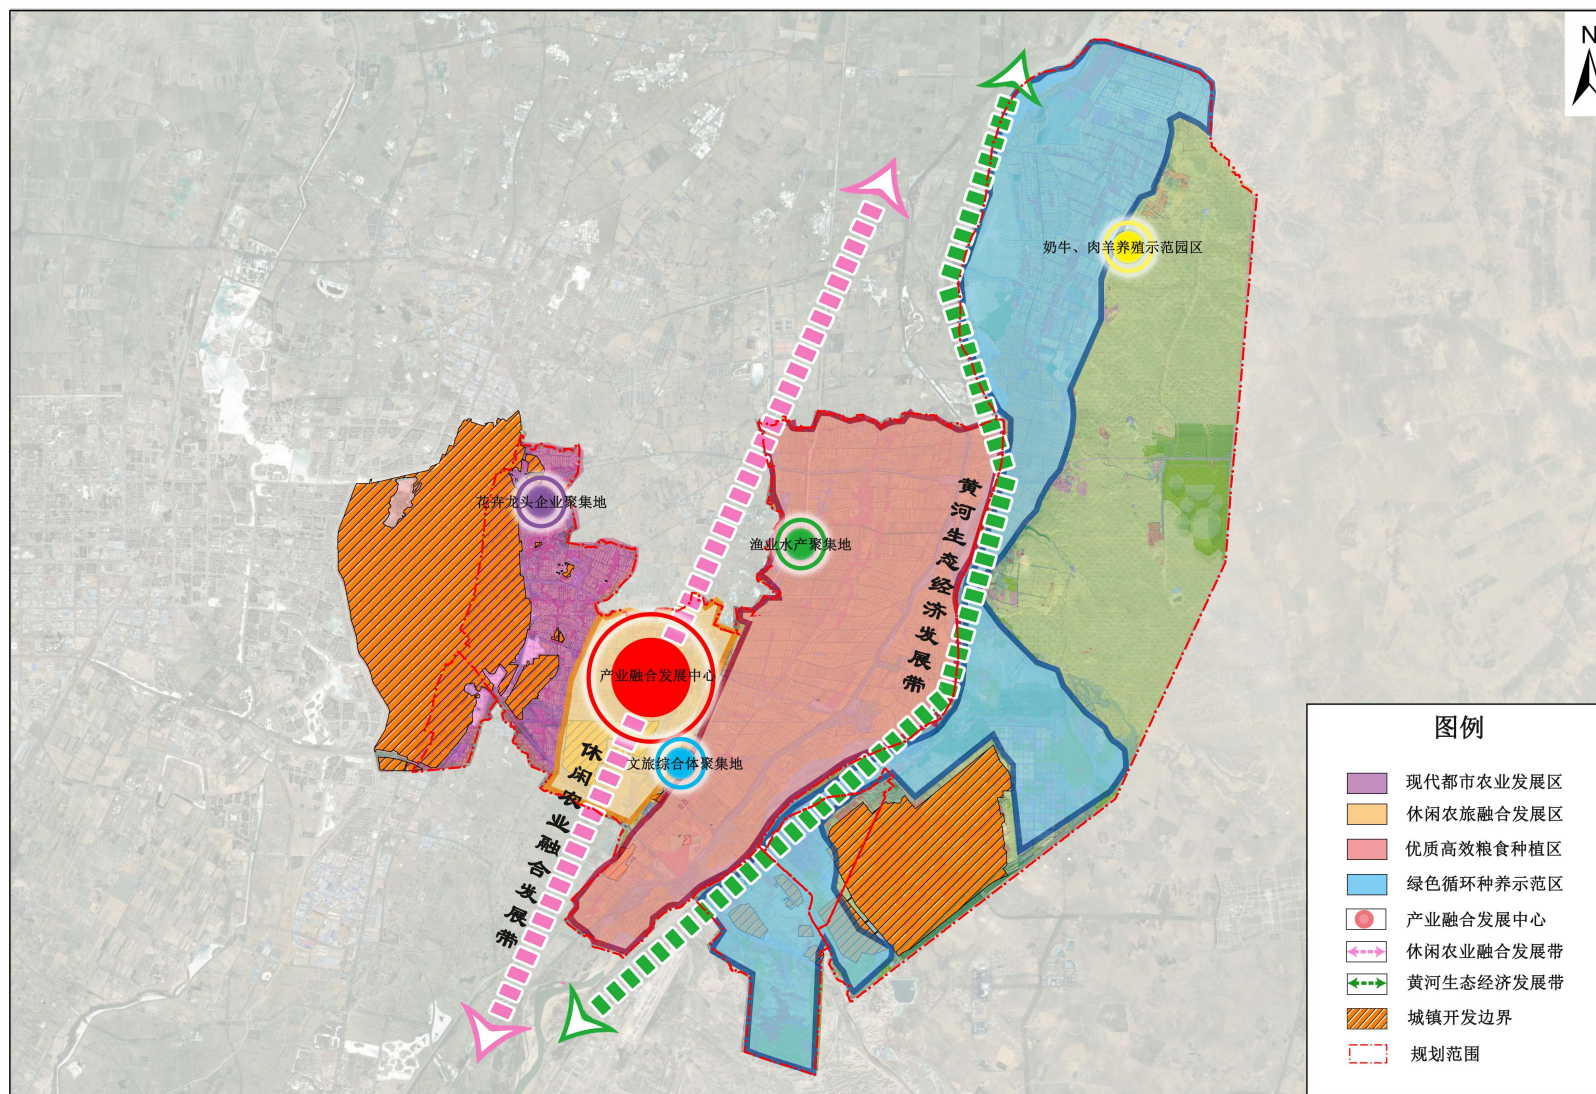 N
奶牛、肉羊养殖示范园区
花卉龙头企业聚集地
渔业水产聚集地
黄河生态经济发展带
产业融合发展中心
文旅综合体聚集地
休闲农业融合发展带
图例
现代都市农业发展区
休闲农旅融合发展区
优质高效粮食种植区
绿色循环种养示范区
产业融合发展中心
休闲农业融合发展带
黄河生态经济发展带
城镇开发边界
规划范围